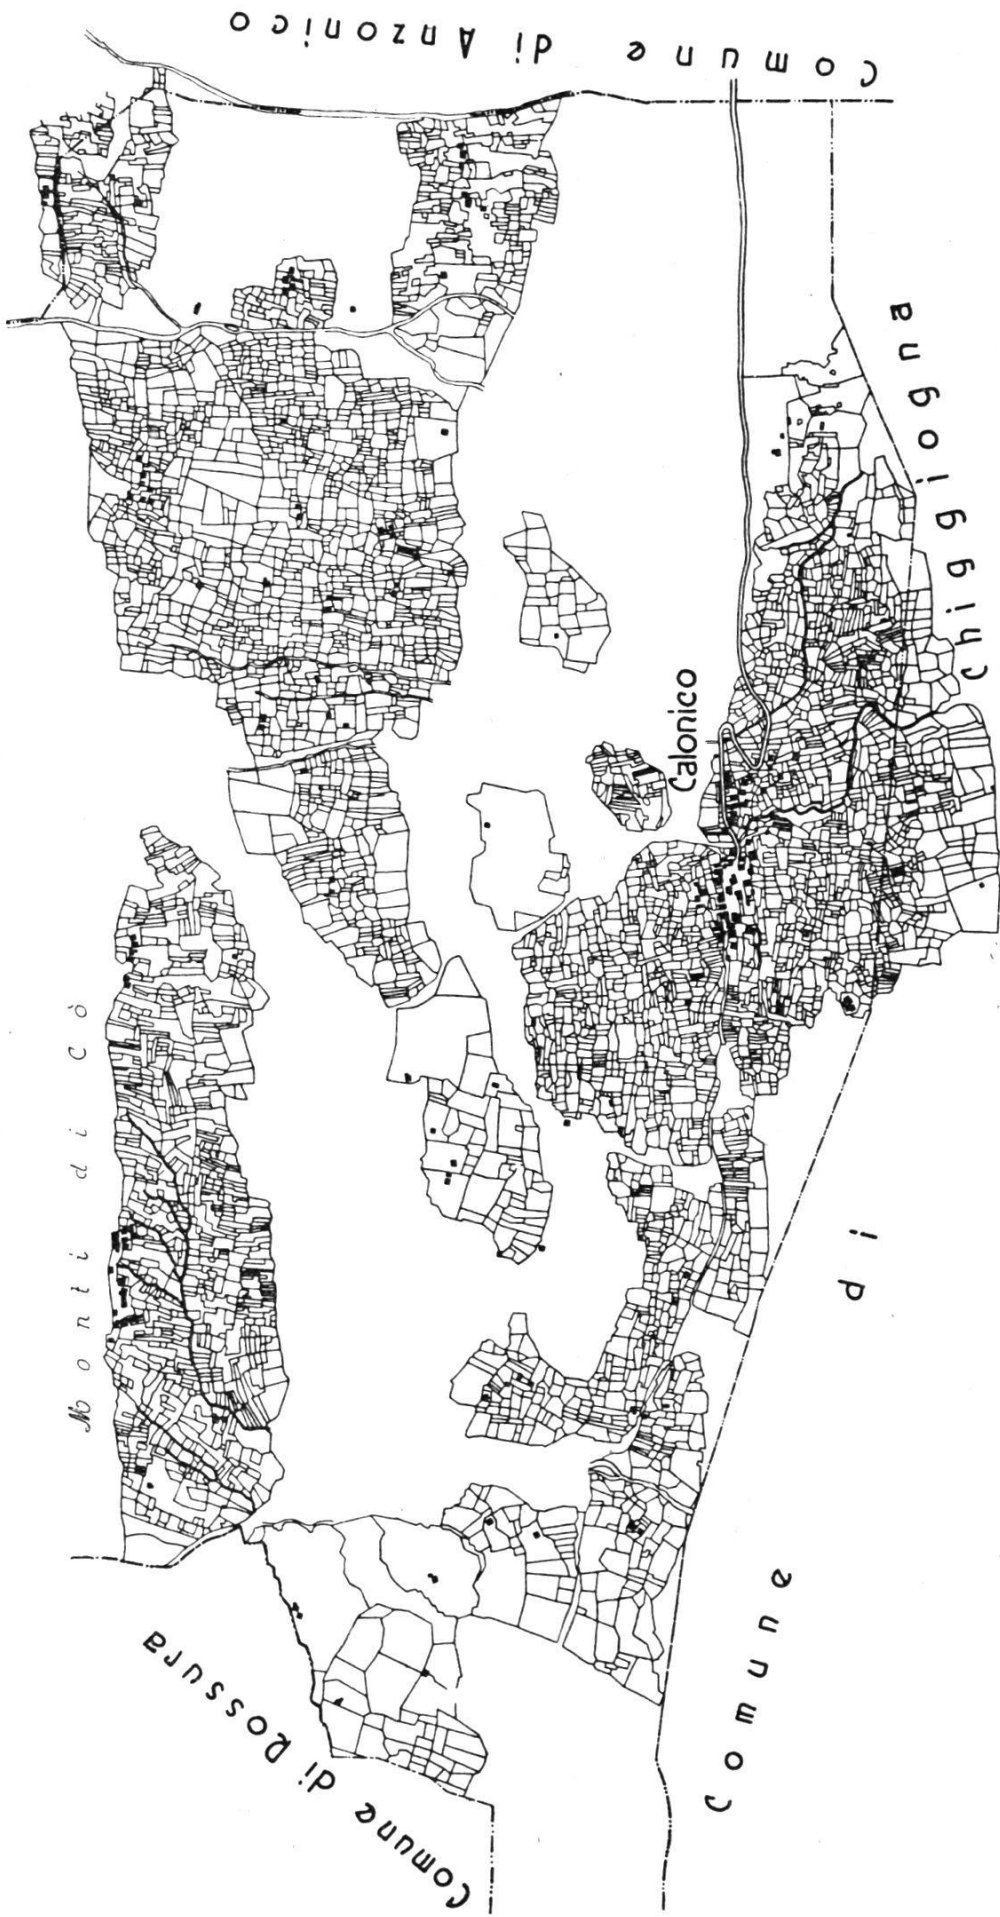 Comune di Anzonico
Monti di Cò
Calonico
Comune di Rossura
Comune di Chiggiogna